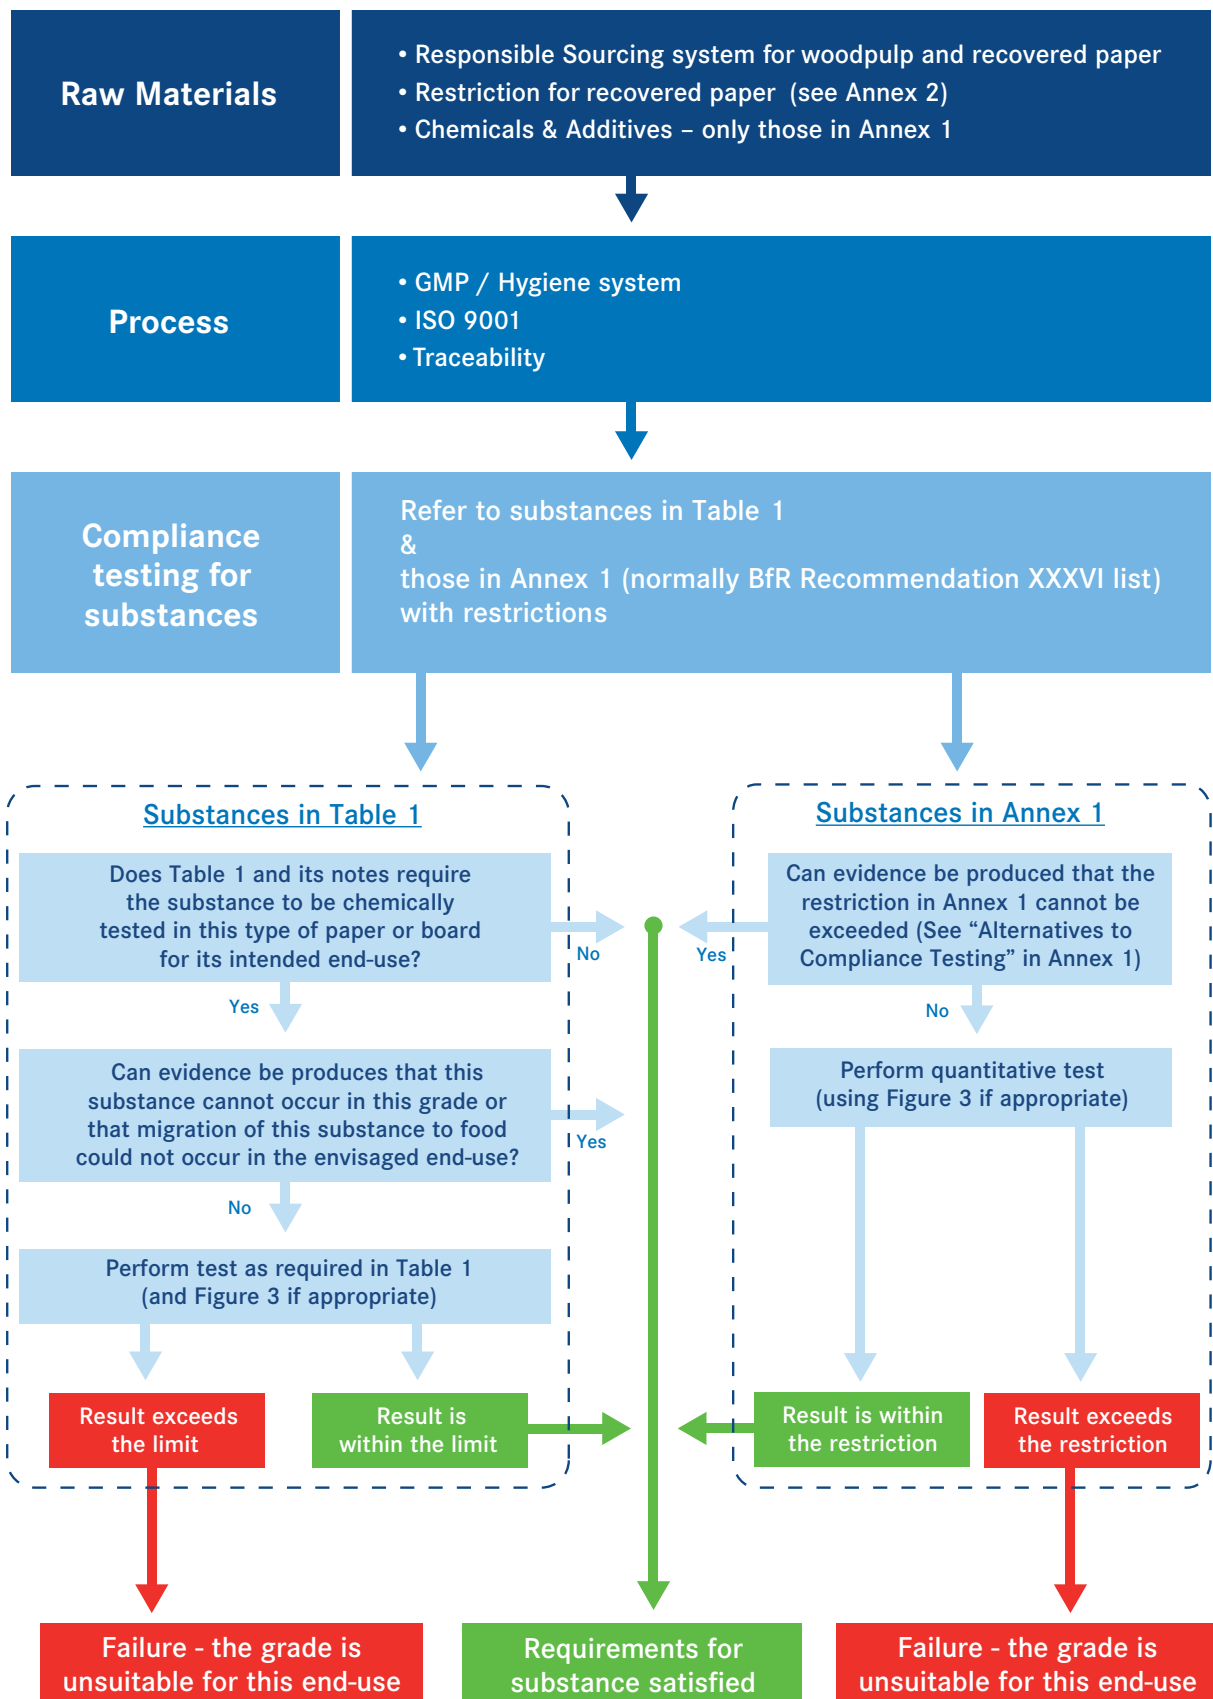 Raw Materials
• Responsible Sourcing system for woodpulp and recovered paper
• Restriction for recovered paper (see Annex 2)
• Chemicals & Additives – only those in Annex 1
Process
• GMP / Hygiene system
• ISO 9001
• Traceability
Compliance
testing for
substances
Refer to substances in Table 1
&
those in Annex 1 (normally BfR Recommendation XXXVI list)
with restrictions
Substances in Table 1
Does Table 1 and its notes require
the substance to be chemically
tested in this type of paper or board
for its intended end-use?
No
Yes
Can evidence be produces that this
substance cannot occur in this grade or
that migration of this substance to food
could not occur in the envisaged end-use?
Yes
No
Perform test as required in Table 1
(and Figure 3 if appropriate)
Result exceeds
the limit
Result is
within the limit
Substances in Annex 1
Can evidence be produced that the
restriction in Annex 1 cannot be
exceeded (See “Alternatives to
Compliance Testing” in Annex 1)
Yes
No
Perform quantitative test
(using Figure 3 if appropriate)
Result is within
the restriction
Result exceeds
the restriction
Failure - the grade is
unsuitable for this end-use
Requirements for
substance satisfied
Failure - the grade is
unsuitable for this end-use